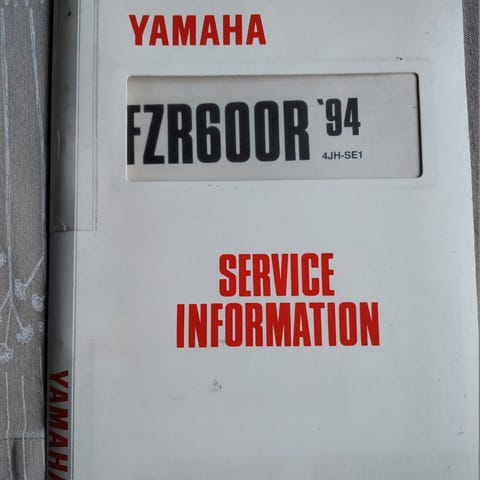 YAMAHA
FZR600R '94
4JH-SE1
SERVICE
INFORMATION
YAMAHA